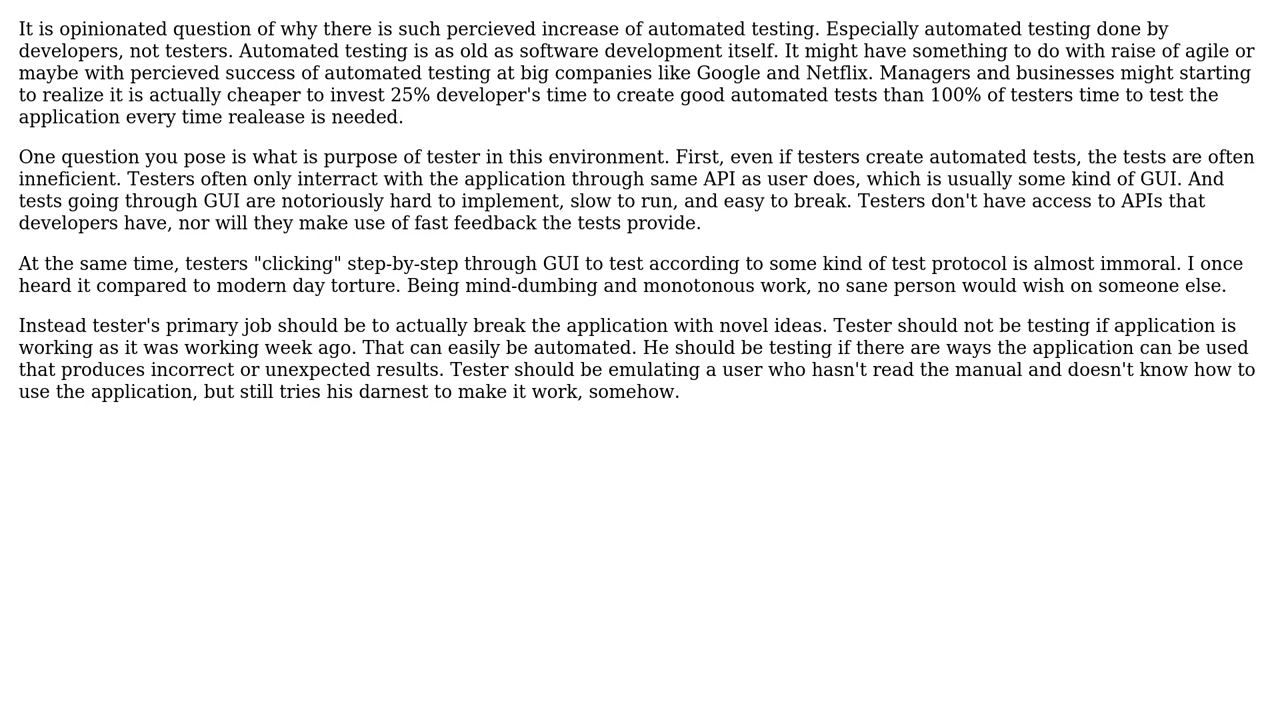 It is opinionated question of why there is such percieved increase of automated testing. Especially automated testing done by
developers, not testers. Automated testing is as old as software development itself. It might have something to do with raise of agile or
maybe with percieved success of automated testing at big companies like Google and Netflix. Managers and businesses might starting
to realize it is actually cheaper to invest 25% developer's time to create good automated tests than 100% of testers time to test the
application every time realease is needed.
One question you pose is what is purpose of tester in this environment. First, even if testers create automated tests, the tests are often
inneficient. Testers often only interract with the application through same API as user does, which is usually some kind of GUI. And
tests going through GUI are notoriously hard to implement, slow to run, and easy to break. Testers don't have access to APIs that
developers have, nor will they make use of fast feedback the tests provide.
At the same time, testers "clicking" step-by-step through GUI to test according to some kind of test protocol is almost immoral. I once
heard it compared to modern day torture. Being mind-dumbing and monotonous work, no sane person would wish on someone else.
Instead tester's primary job should be to actually break the application with novel ideas. Tester should not be testing if application is
working as it was working week ago. That can easily be automated. He should be testing if there are ways the application can be used
that produces incorrect or unexpected results. Tester should be emulating a user who hasn't read the manual and doesn't know how to
use the application, but still tries his darnest to make it work, somehow.